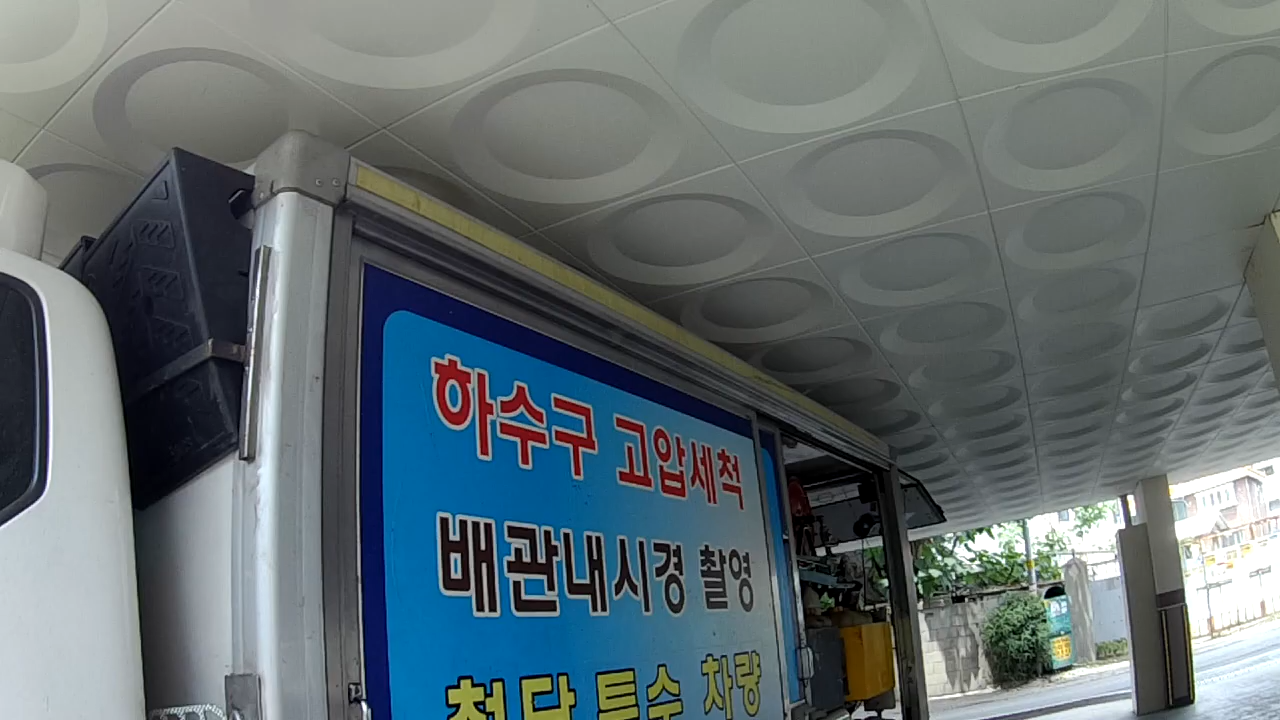 하수구 고압세척
배관내시경 촬영
첨단 특수 차량